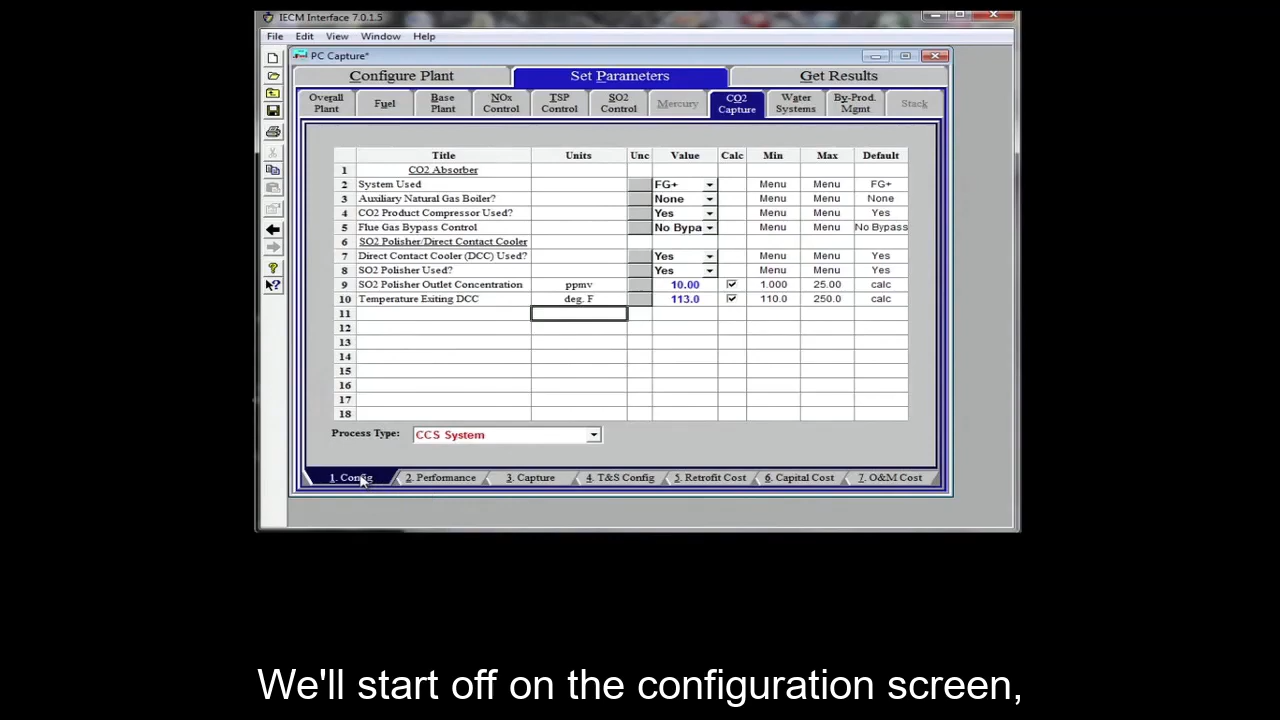 IECM Interface 7.0.1.5
File Edit View Window Help
PC Capture*
Configure Plant Set Parameters Get Results
Overall Plant Fuel Base Plant NOx Control TSP Control SO2 Control Mercury CO2 Capture Water Systems By-Prod. Mgmt Stack
Title Units Unc Value Calc Min Max Default
1 CO2 Absorber
2 System Used FG+ Menu Menu FG+
3 Auxiliary Natural Gas Boiler? None Menu Menu None
4 CO2 Product Compressor Used? Yes Menu Menu Yes
5 Flue Gas Bypass Control No Bypa Menu Menu No Bypass
6 SO2 Polisher/Direct Contact Cooler
7 Direct Contact Cooler (DCC) Used? Yes Menu Menu Yes
8 SO2 Polisher Used? Yes Menu Menu Yes
9 SO2 Polisher Outlet Concentration ppmv 10.00 1.000 25.00 calc
10 Temperature Exiting DCC deg. F 113.0 110.0 250.0 calc
11
12
13
14
15
16
17
18
Process Type: CCS System
1. Config 2. Performance 3. Capture 4. T&S Config 5. Retrofit Cost 6. Capital Cost 7. O&M Cost
We'll start off on the configuration screen,